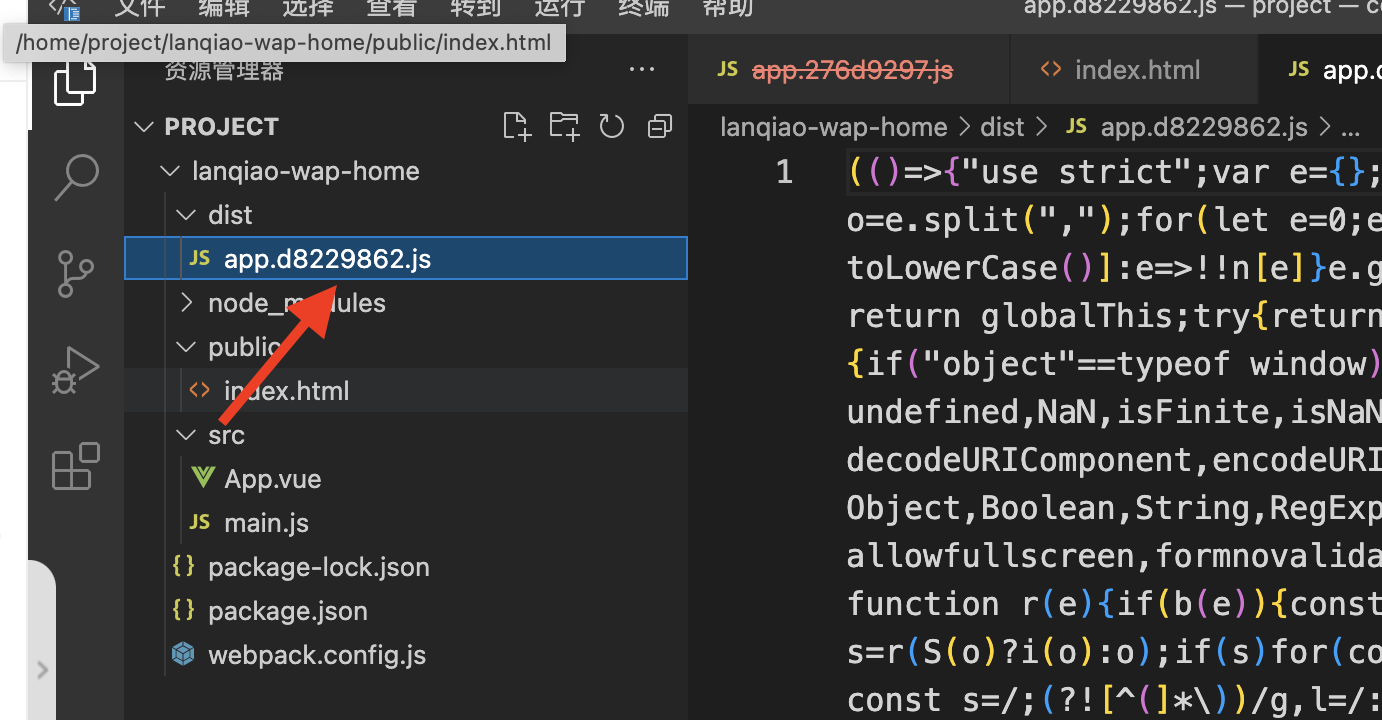 文件 编辑 选择 查看 转到 运行 终端 帮助
app.d8229862.js — project — c
/home/project/lanqiao-wap-home/public/index.html
资源管理器 ...
JS app.276d9297.js <> index.html JS app.d
PROJECT
lanqiao-wap-home > dist > JS app.d8229862.js > ...
lanqiao-wap-home
dist
JS app.d8229862.js
node_modules
public
<> index.html
src
App.vue
JS main.js
{} package-lock.json
{} package.json
webpack.config.js
1 (()=>{"use strict";var e={};
o=e.split(",");for(let e=0;e
toLowerCase()]:e=>!!n[e]}e.g
return globalThis;try{return
{if("object"==typeof window)
undefined,NaN,isFinite,isNaN
decodeURIComponent,encodeURI
Object,Boolean,String,RegExp
allowfullscreen,formnovalida
function r(e){if(b(e)){const
s=r(S(o)?i(o):o);if(s)for(co
const s=/;(?![^(]*\))/g,l=/: